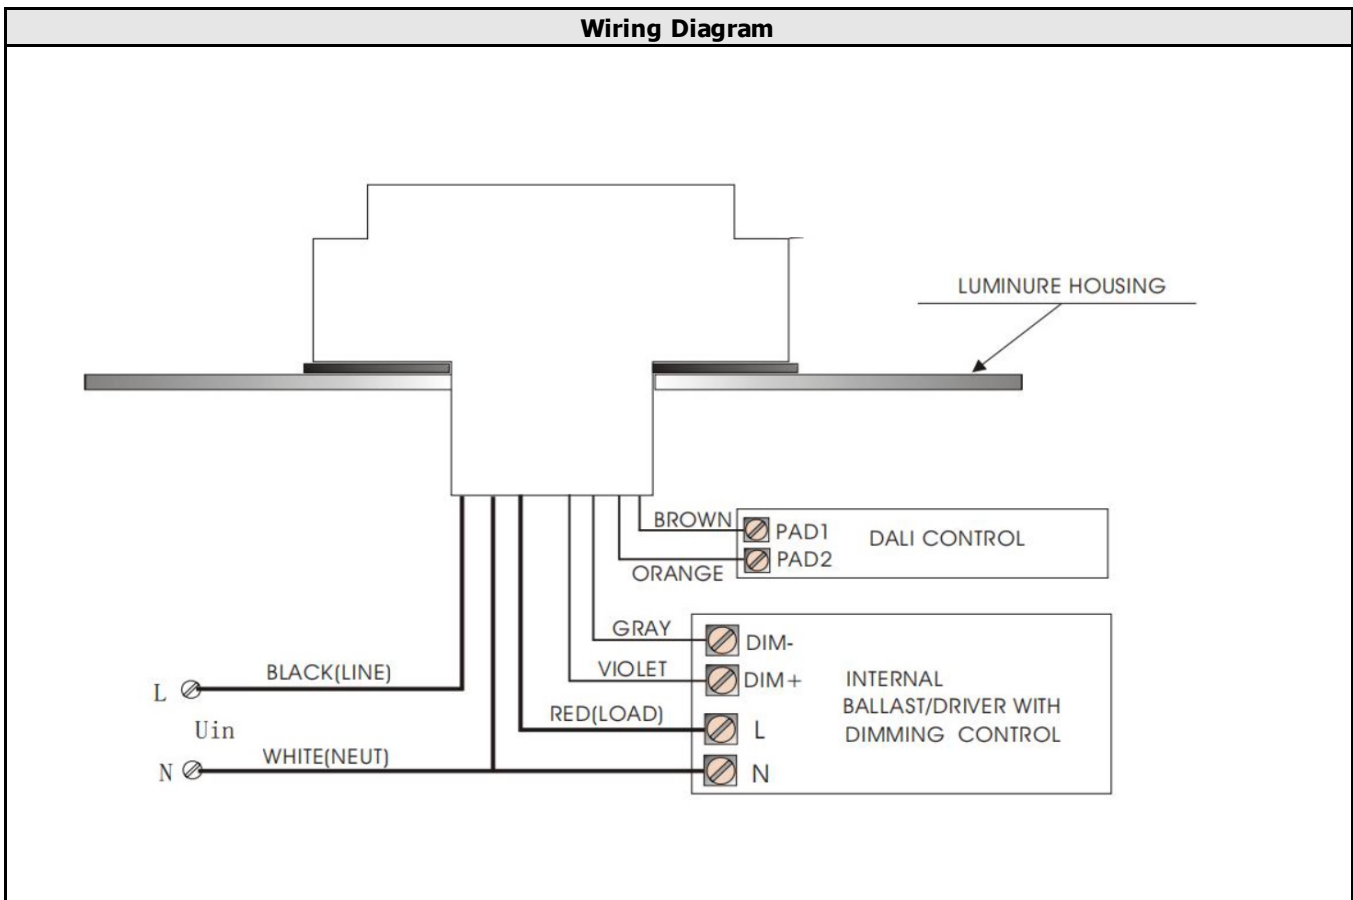 Wiring Diagram
LUMINURE HOUSING
BROWN
PAD1
DALI CONTROL
PAD2
ORANGE
GRAY
DIM-
VIOLET
DIM+
INTERNAL
BALLAST/DRIVER WITH
DIMMING CONTROL
BLACK(LINE)
L
Uin
RED(LOAD)
L
WHITE(NEUT)
N
N